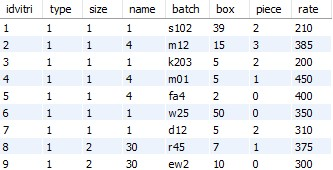 idvitri type size name batch box piece rate
1 1 1 1 s102 39 2 210
2 1 1 4 m12 15 3 385
3 1 1 1 k203 5 2 200
4 1 1 4 m01 5 1 450
5 1 1 4 fa4 2 0 400
6 1 1 1 w25 50 0 350
7 1 1 1 d12 5 2 310
8 1 2 30 r45 7 1 375
9 1 2 30 ew2 10 0 300